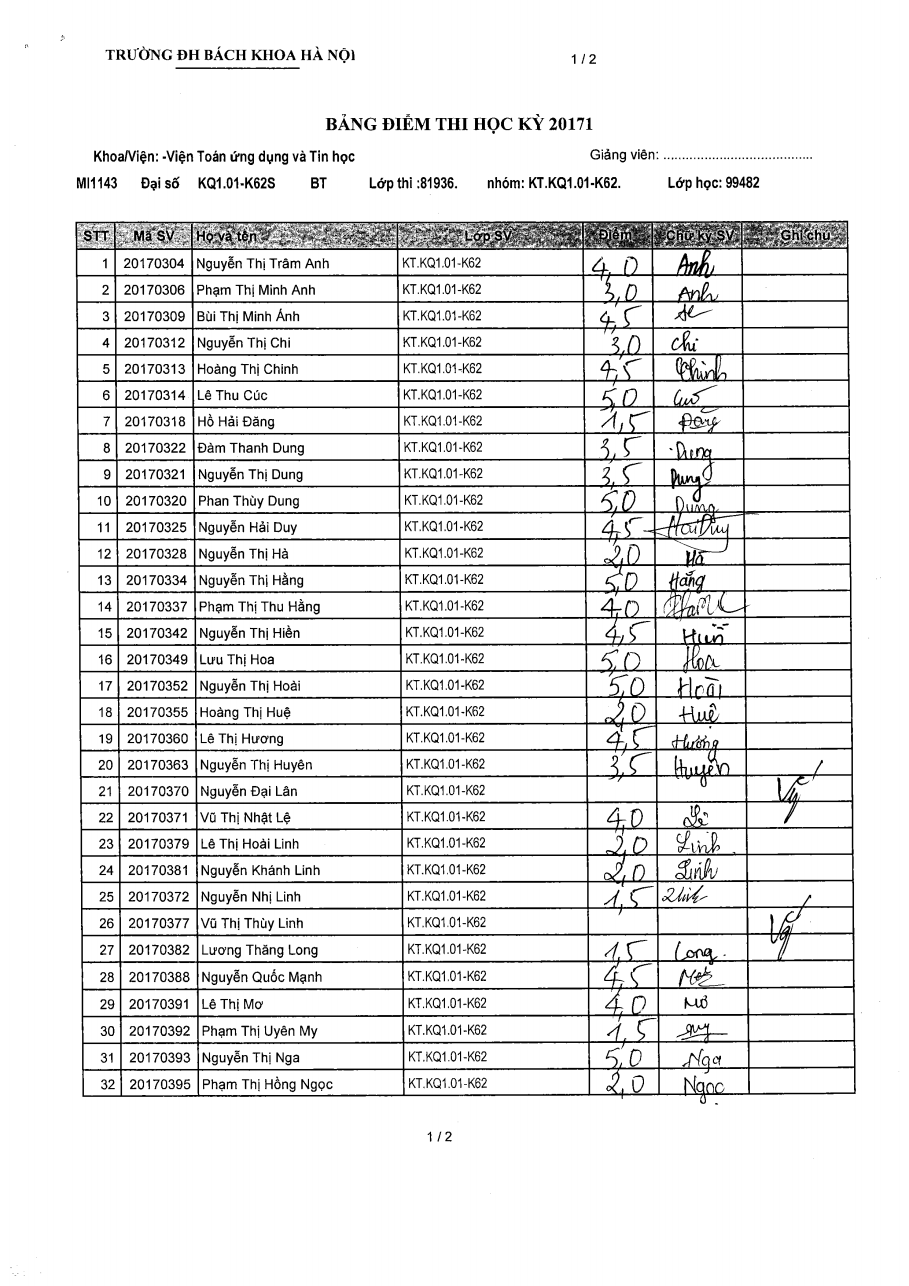 TRƯỜNG ĐH BÁCH KHOA HÀ NỘI 1 / 2
BẢNG ĐIỂM THI HỌC KỲ 20171
Khoa/Viện: -Viện Toán ứng dụng và Tin học Giảng viên: ........................................
MI1143 Đại số KQ1.01-K62S BT Lớp thi :81936. nhóm: KT.KQ1.01-K62. Lớp học: 99482
STT Mã SV Họ và tên Lớp SV Điểm Chữ ký SV Ghi chú
1 20170304 Nguyễn Thị Trâm Anh KT.KQ1.01-K62 4,0 Anh
2 20170306 Phạm Thị Minh Anh KT.KQ1.01-K62 3,0 Anh
3 20170309 Bùi Thị Minh Ánh KT.KQ1.01-K62 4,5
4 20170312 Nguyễn Thị Chi KT.KQ1.01-K62 3,0 Chi
5 20170313 Hoàng Thị Chinh KT.KQ1.01-K62 4,5 Chinh
6 20170314 Lê Thu Cúc KT.KQ1.01-K62 5,0
7 20170318 Hồ Hải Đăng KT.KQ1.01-K62 1,5 Đăng
8 20170322 Đàm Thanh Dung KT.KQ1.01-K62 3,5 Dung
9 20170321 Nguyễn Thị Dung KT.KQ1.01-K62 3,5 Dung
10 20170320 Phan Thùy Dung KT.KQ1.01-K62 5,0 Dung
11 20170325 Nguyễn Hải Duy KT.KQ1.01-K62 4,5 Hải Duy
12 20170328 Nguyễn Thị Hà KT.KQ1.01-K62 2,0 Hà
13 20170334 Nguyễn Thị Hằng KT.KQ1.01-K62 5,0 Hằng
14 20170337 Phạm Thị Thu Hằng KT.KQ1.01-K62 4,0
15 20170342 Nguyễn Thị Hiền KT.KQ1.01-K62 4,5 Hiền
16 20170349 Lưu Thị Hoa KT.KQ1.01-K62 5,0 Hoa
17 20170352 Nguyễn Thị Hoài KT.KQ1.01-K62 5,0 Hoài
18 20170355 Hoàng Thị Huệ KT.KQ1.01-K62 2,0 Huệ
19 20170360 Lê Thị Hương KT.KQ1.01-K62 4,5 Hương
20 20170363 Nguyễn Thị Huyên KT.KQ1.01-K62 3,5 Huyên
21 20170370 Nguyễn Đại Lân KT.KQ1.01-K62
22 20170371 Vũ Thị Nhật Lệ KT.KQ1.01-K62 4,0 Lệ
23 20170379 Lê Thị Hoài Linh KT.KQ1.01-K62 2,0 Linh
24 20170381 Nguyễn Khánh Linh KT.KQ1.01-K62 2,0 Linh
25 20170372 Nguyễn Nhị Linh KT.KQ1.01-K62 1,5 Linh
26 20170377 Vũ Thị Thùy Linh KT.KQ1.01-K62
27 20170382 Lương Thăng Long KT.KQ1.01-K62 1,5 Long
28 20170388 Nguyễn Quốc Mạnh KT.KQ1.01-K62 4,5
29 20170391 Lê Thị Mơ KT.KQ1.01-K62 4,0 Mơ
30 20170392 Phạm Thị Uyên My KT.KQ1.01-K62 1,5
31 20170393 Nguyễn Thị Nga KT.KQ1.01-K62 5,0 Nga
32 20170395 Phạm Thị Hồng Ngọc KT.KQ1.01-K62 2,0 Ngọc
1 / 2